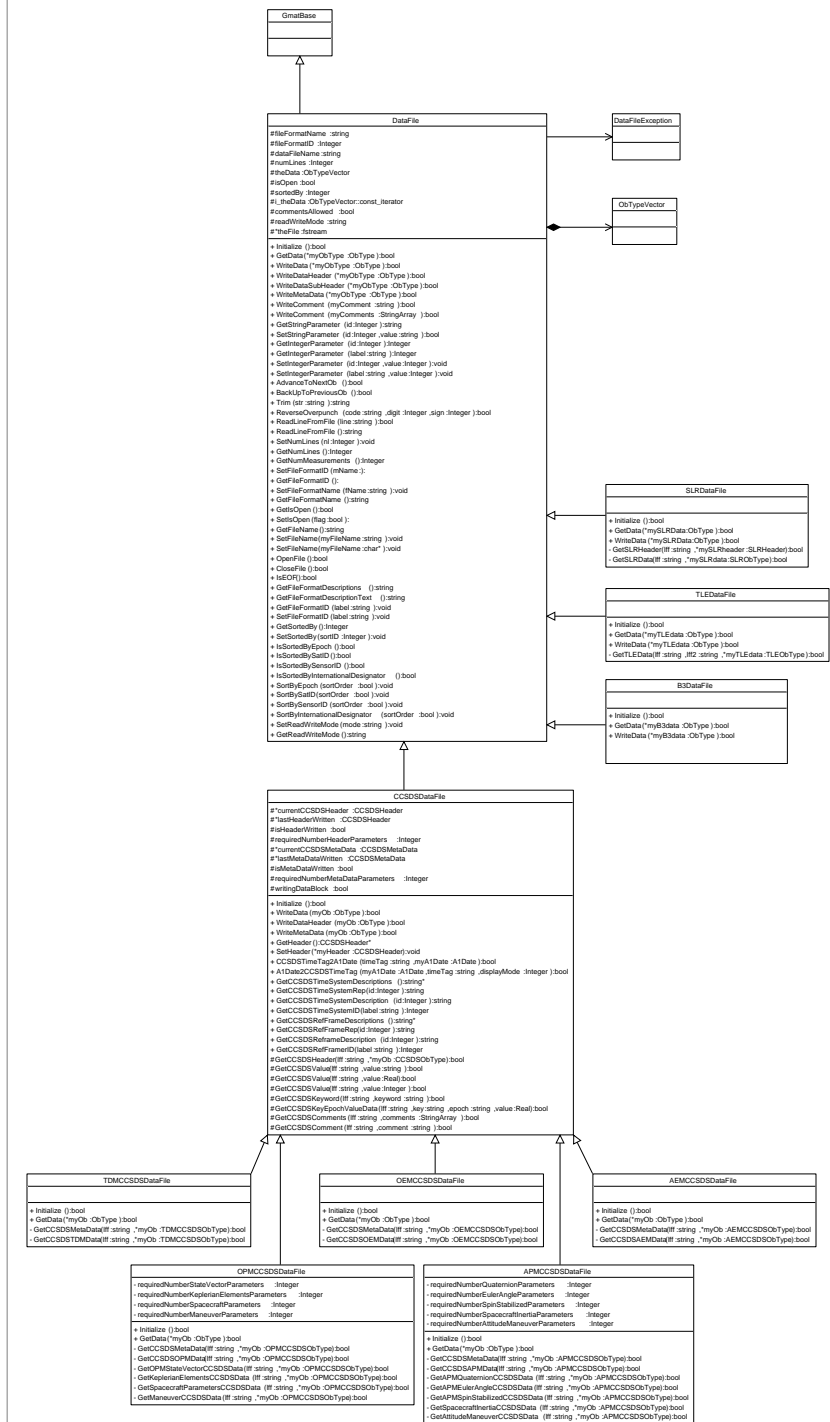 GmatBase
DataFile
#fileFormatName :string
#fileFormatID :Integer
#dataFileName :string
#numLines :Integer
#theData :ObTypeVector
#isOpen :bool
#sortedBy :Integer
#i_theData :ObTypeVector::const_iterator
#commentsAllowed :bool
#readWriteMode :string
#*theFile :fstream
+ Initialize ():bool
+ GetData(*myObType :ObType ):bool
+ WriteData (*myObType :ObType ):bool
+ WriteDataHeader (*myObType :ObType ):bool
+ WriteDataSubHeader (*myObType :ObType ):bool
+ WriteMetaData (*myObType :ObType ):bool
+ WriteComment (myComment :string ):bool
+ WriteComment (myComments :StringArray ):bool
+ GetStringParameter (id:Integer ):string
+ SetStringParameter (id:Integer ,value:string ):bool
+ GetIntegerParameter (id:Integer ):Integer
+ GetIntegerParameter (label:string ):Integer
+ SetIntegerParameter (id:Integer ,value:Integer ):void
+ SetIntegerParameter (label:string ,value:Integer ):void
+ AdvanceToNextOb ():bool
+ BackUpToPreviousOb ():bool
+ Trim (str :string ):string
+ ReverseOverpunch (code:string ,digit :Integer ,sign :Integer ):bool
+ ReadLineFromFile (line:string ):bool
+ ReadLineFromFile ():string
+ SetNumLines (nl:Integer ):void
+ GetNumLines ():Integer
+ GetNumMeasurements ():Integer
+ SetFileFormatID (mName:):
+ GetFileFormatID ():
+ SetFileFormatName (fName:string ):void
+ GetFileFormatName ():string
+ GetIsOpen ():bool
+ SetIsOpen (flag:bool ):
+ GetFileName():string
+ SetFileName(myFileName :string ):void
+ SetFileName(myFileName :char* ):void
+ OpenFile ():bool
+ CloseFile ():bool
+ IsEOF():bool
+ GetFileFormatDescriptions ():string
+ GetFileFormatDescriptionText ():string
+ GetFileFormatID (label:string ):void
+ SetFileFormatID (label:string ):void
+ GetSortedBy ():Integer
+ SetSortedBy (sortID :Integer ):void
+ IsSortedByEpoch ():bool
+ IsSortedBySatID():bool
+ IsSortedBySensorID ():bool
+ IsSortedByInternationalDesignator ():bool
+ SortByEpoch (sortOrder :bool ):void
+ SortBySatID(sortOrder :bool ):void
+ SortBySensorID (sortOrder :bool ):void
+ SortByInternationalDesignator (sortOrder :bool ):void
+ SetReadWriteMode (mode:string ):void
+ GetReadWriteMode ():string
DataFileException
ObTypeVector
SLRDataFile
+ Initialize ():bool
+ GetData (*mySLRData:ObType ):bool
+ WriteData (*mySLRData:ObType ):bool
- GetSLRHeader(lff :string ,*mySLRheader :SLRHeader):bool
- GetSLRData(lff :string ,*mySLRdata:SLRObType):bool
TLEDataFile
+ Initialize ():bool
+ GetData(*myTLEdata :ObType ):bool
+ WriteData (*myTLEdata :ObType ):bool
- GetTLEData(lff :string ,lff2 :string ,*myTLEdata:TLEObType):bool
B3DataFile
+ Initialize ():bool
+ GetData (*myB3data :ObType ):bool
+ WriteData (*myB3data :ObType ):bool
CCSDSDataFile
#*currentCCSDSHeader :CCSDSHeader
#*lastHeaderWritten :CCSDSHeader
#isHeaderWritten :bool
#requiredNumberHeaderParameters :Integer
#*currentCCSDSMetaData :CCSDSMetaData
#*lastMetaDataWritten :CCSDSMetaData
#isMetaDataWritten :bool
#requiredNumberMetaDataParameters :Integer
#writingDataBlock :bool
+ Initialize ():bool
+ WriteData (myOb :ObType ):bool
+ WriteDataHeader (myOb :ObType ):bool
+ WriteMetaData (myOb :ObType ):bool
+ GetHeader():CCSDSHeader*
+ SetHeader(*myHeader :CCSDSHeader):void
+ CCSDSTimeTag2A1Date (timeTag :string ,myA1Date :A1Date ):bool
+ A1Date2CCSDSTimeTag (myA1Date :A1Date ,timeTag :string ,displayMode :Integer ):bool
+ GetCCSDSTimeSystemDescriptions ():string*
+ GetCCSDSTimeSystemRep(id:Integer ):string
+ GetCCSDSTimeSystemDescription (id:Integer ):string
+ GetCCSDSTimeSystemID(label:string ):Integer
+ GetCCSDSRefFrameDescriptions ():string*
+ GetCCSDSRefFrameRep(id:Integer ):string
+ GetCCSDSReframeDescription (id:Integer ):string
+ GetCCSDSRefFramerID(label:string ):Integer
#GetCCSDSHeader(lff :string ,*myOb :CCSDSObType):bool
#GetCCSDSValue(lff :string ,value:string ):bool
#GetCCSDSValue(lff :string ,value:Real):bool
#GetCCSDSValue(lff :string ,value:Integer ):bool
#GetCCSDSKeyword(lff :string ,keyword :string ):bool
#GetCCSDSKeyEpochValueData(lff :string ,key:string ,epoch :string ,value:Real):bool
#GetCCSDSComments (lff :string ,comments :StringArray ):bool
#GetCCSDSComment (lff :string ,comment :string ):bool
TDMCCSDSDataFile
+ Initialize ():bool
+ GetData(*myOb :ObType ):bool
- GetCCSDSMetaData(lff :string ,*myOb :TDMCCSDSObType):bool
- GetCCSDSTDMData(lff :string ,*myOb :TDMCCSDSObType):bool
OEMCCSDSDataFile
+ Initialize ():bool
+ GetData(*myOb :ObType ):bool
- GetCCSDSMetaData(lff :string ,*myOb :OEMCCSDSObType):bool
- GetCCSDSOEMData(lff :string ,*myOb :OEMCCSDSObType):bool
AEMCCSDSDataFile
+ Initialize ():bool
+ GetData(*myOb :ObType ):bool
- GetCCSDSMetaData(lff :string ,*myOb :AEMCCSDSObType):bool
- GetCCSDSAEMData(lff :string ,*myOb :AEMCCSDSObType):bool
OPMCCSDSDataFile
- requiredNumberStateVectorParameters :Integer
- requiredNumberKeplerianElementsParameters :Integer
- requiredNumberSpacecraftParameters :Integer
- requiredNumberManeuverParameters :Integer
+ Initialize ():bool
+ GetData(*myOb :ObType ):bool
- GetCCSDSMetaData(lff :string ,*myOb :OPMCCSDSObType):bool
- GetCCSDSOPMData(lff :string ,*myOb :OPMCCSDSObType):bool
- GetOPMStateVectorCCSDSData(lff :string ,*myOb :OPMCCSDSObType):bool
- GetKeplerianElementsCCSDSData (lff :string ,*myOb :OPMCCSDSObType):bool
- GetSpacecraftParametersCCSDSData (lff :string ,*myOb :OPMCCSDSObType):bool
- GetManeuverCCSDSData (lff :string ,*myOb :OPMCCSDSObType):bool
APMCCSDSDataFile
- requiredNumberQuaternionParameters :Integer
- requiredNumberEulerAngleParameters :Integer
- requiredNumberSpinStabilizedParameters :Integer
- requiredNumberSpacecraftInertiaParameters :Integer
- requiredNumberAttitudeManeuverParameters :Integer
+ Initialize ():bool
+ GetData(*myOb :ObType ):bool
- GetCCSDSMetaData(lff :string ,*myOb :APMCCSDSObType):bool
- GetCCSDSAPMData(lff :string ,*myOb :APMCCSDSObType):bool
- GetAPMQuaternionCCSDSData (lff :string ,*myOb :APMCCSDSObType):bool
- GetAPMEulerAngleCCSDSData (lff :string ,*myOb :APMCCSDSObType):bool
- GetAPMSpinStabilizedCCSDSData (lff :string ,*myOb :APMCCSDSObType):bool
- GetSpacecraftInertiaCCSDSData (lff :string ,*myOb :APMCCSDSObType):bool
- GetAttitudeManeuverCCSDSData (lff :string ,*myOb :APMCCSDSObType):bool